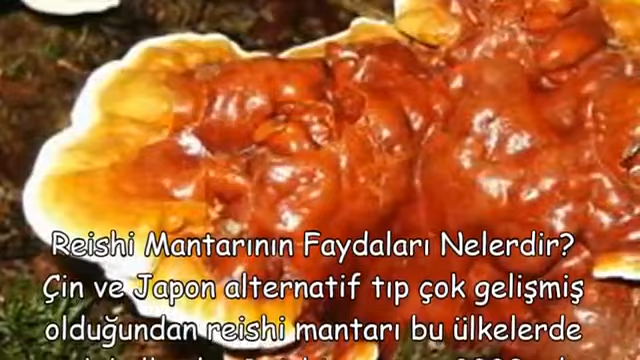 Reishi Mantarının Faydaları Nelerdir?
Çin ve Japon alternatif tıp çok gelişmiş
olduğundan reishi mantarı bu ülkelerde